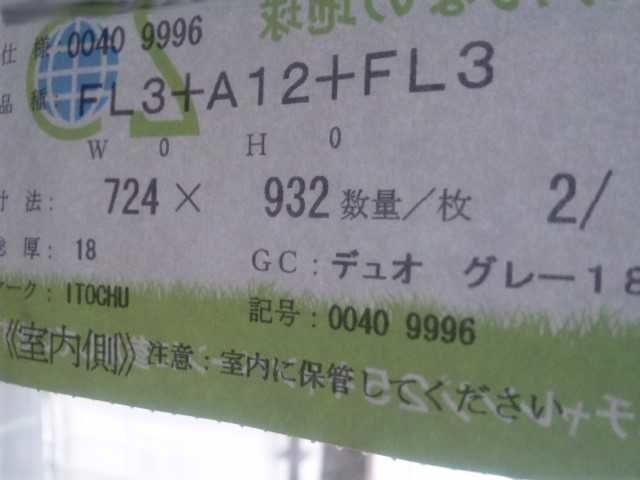 仕 様: 0040 9996
品 種: FL3+A12+FL3
W 0 H 0
寸 法: 724 × 932 数量/枚 2/
総 厚: 18 GC: デュオ グレー18
マーク: ITOCHU 記号: 0040 9996
《室内側》 注意: 室内に保管してください